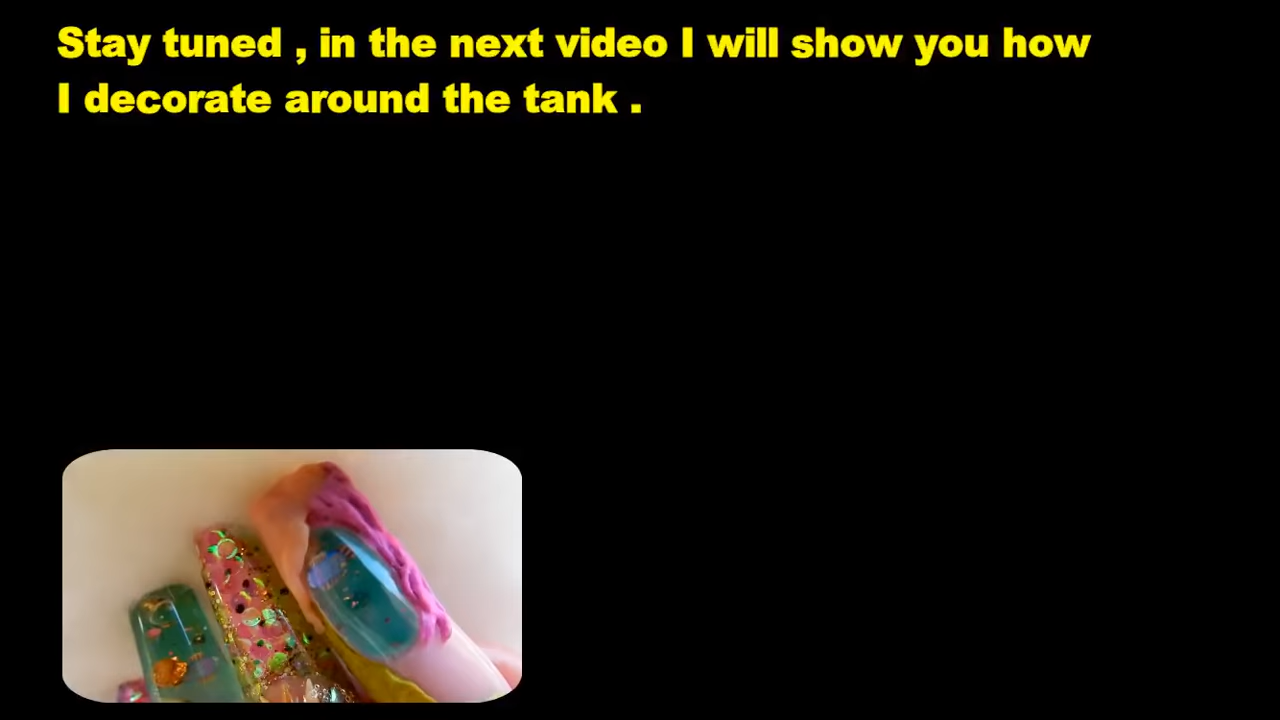 Stay tuned , in the next video I will show you how
I decorate around the tank .